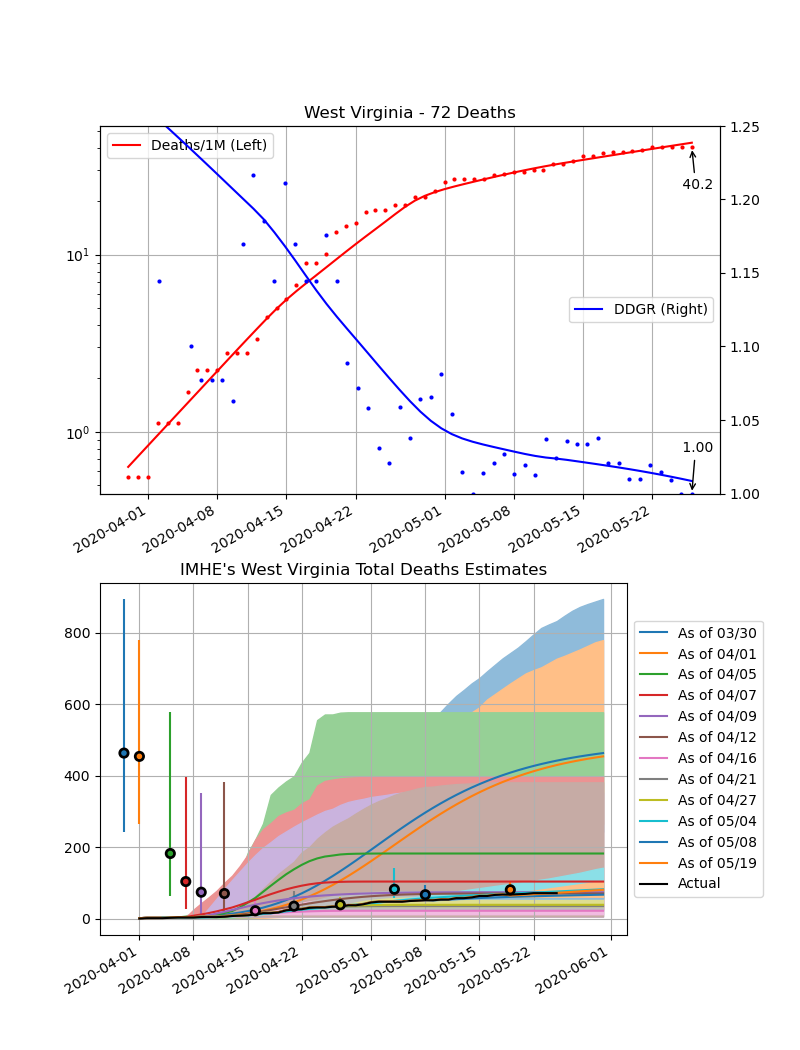 West Virginia - 72 Deaths
Deaths/1M (Left)
DDGR (Right)
40.2
1.00
10¹
10⁰
1.25
1.20
1.15
1.10
1.05
1.00
2020-04-01
2020-04-08
2020-04-15
2020-04-22
2020-05-01
2020-05-08
2020-05-15
2020-05-22
IMHE's West Virginia Total Deaths Estimates
800
600
400
200
0
2020-04-01
2020-04-08
2020-04-15
2020-04-22
2020-05-01
2020-05-08
2020-05-15
2020-05-22
2020-06-01
As of 03/30
As of 04/01
As of 04/05
As of 04/07
As of 04/09
As of 04/12
As of 04/16
As of 04/21
As of 04/27
As of 05/04
As of 05/08
As of 05/19
Actual